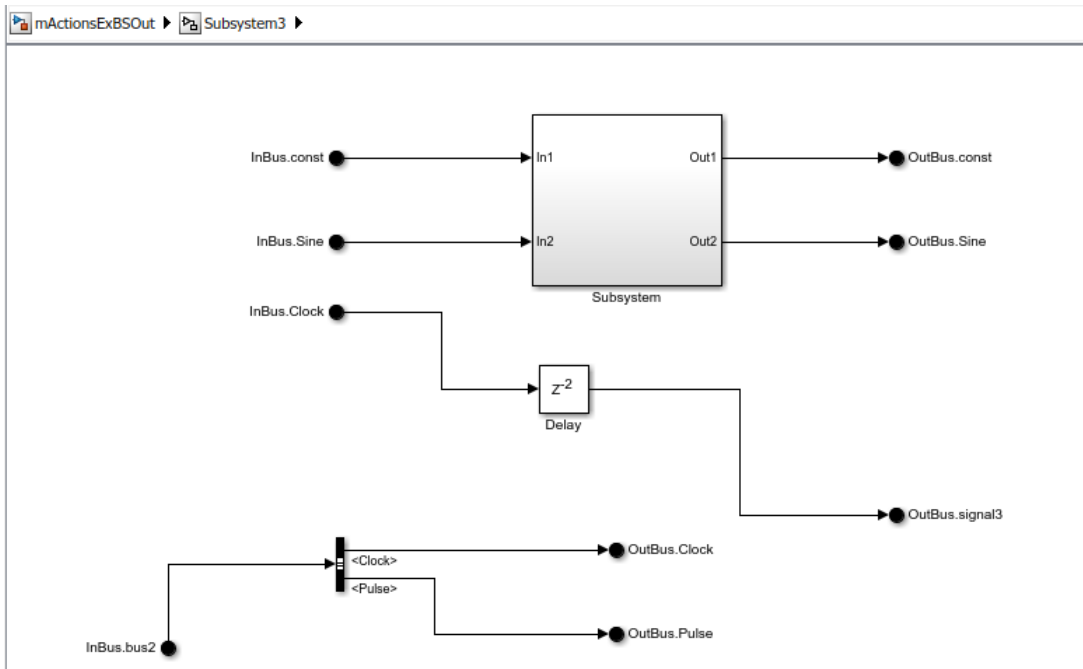 mActionsExBSOut Subsystem3
InBus.const
In1
Out1
OutBus.const
InBus.Sine
In2
Out2
OutBus.Sine
Subsystem
InBus.Clock
Z-2
Delay
OutBus.signal3
<Clock>
OutBus.Clock
<Pulse>
OutBus.Pulse
InBus.bus2